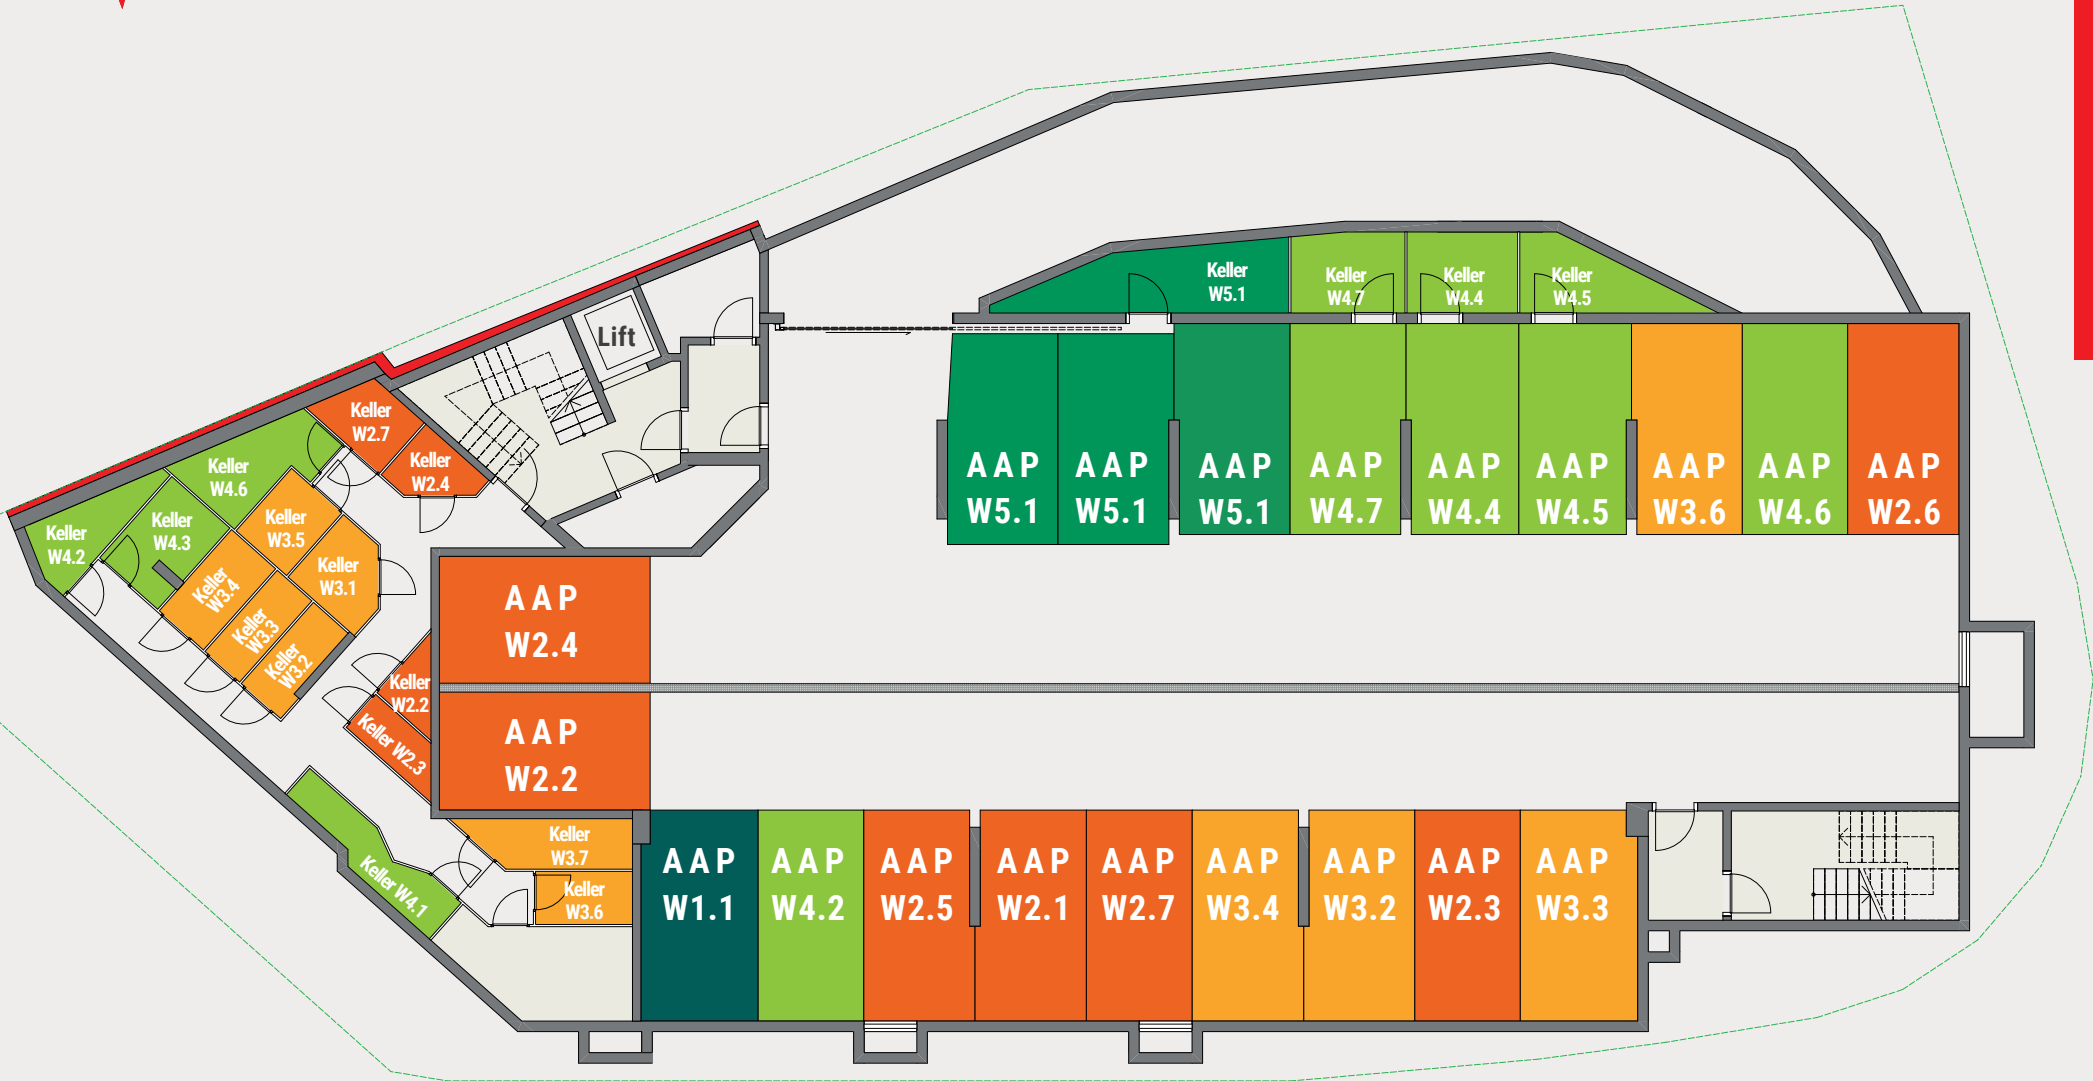 Keller
W5.1
Keller
W4.7
Keller
W4.4
Keller
W4.5
Lift
Keller
W2.7
Keller
W2.4
Keller
W4.6
Keller
W4.3
Keller
W4.2
Keller
W3.5
Keller
W3.1
Keller
W3.4
Keller
W3.3
Keller
W3.2
AAP
W5.1
AAP
W5.1
AAP
W5.1
AAP
W4.7
AAP
W4.4
AAP
W4.5
AAP
W3.6
AAP
W4.6
AAP
W2.6
AAP
W2.4
AAP
W2.2
Keller
W2.2
Keller W2.3
Keller W4.1
Keller
W3.7
Keller
W3.6
AAP
W1.1
AAP
W4.2
AAP
W2.5
AAP
W2.1
AAP
W2.7
AAP
W3.4
AAP
W3.2
AAP
W2.3
AAP
W3.3